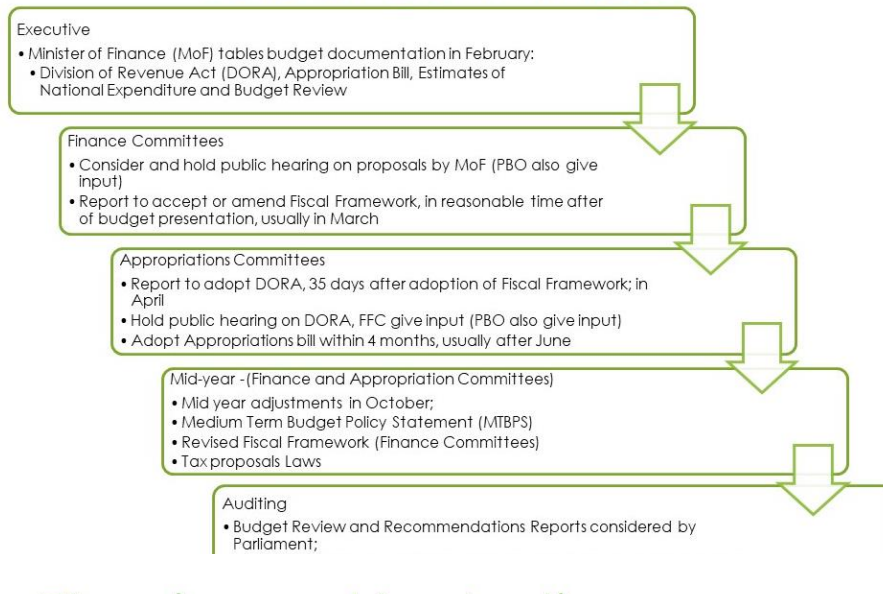 Executive
• Minister of Finance (MoF) tables budget documentation in February:
• Division of Revenue Act (DORA), Appropriation Bill, Estimates of
National Expenditure and Budget Review
Finance Committees
• Consider and hold public hearing on proposals by MoF (PBO also give
input)
• Report to accept or amend Fiscal Framework, in reasonable time after
of budget presentation, usually in March
Appropriations Committees
• Report to adopt DORA, 35 days after adoption of Fiscal Framework; in
April
• Hold public hearing on DORA, FFC give input (PBO also give input)
• Adopt Appropriations bill within 4 months, usually after June
Mid-year -(Finance and Appropriation Committees)
• Mid year adjustments in October;
• Medium Term Budget Policy Statement (MTBPS)
• Revised Fiscal Framework (Finance Committees)
• Tax proposals Laws
Auditing
• Budget Review and Recommendations Reports considered by
Parliament;